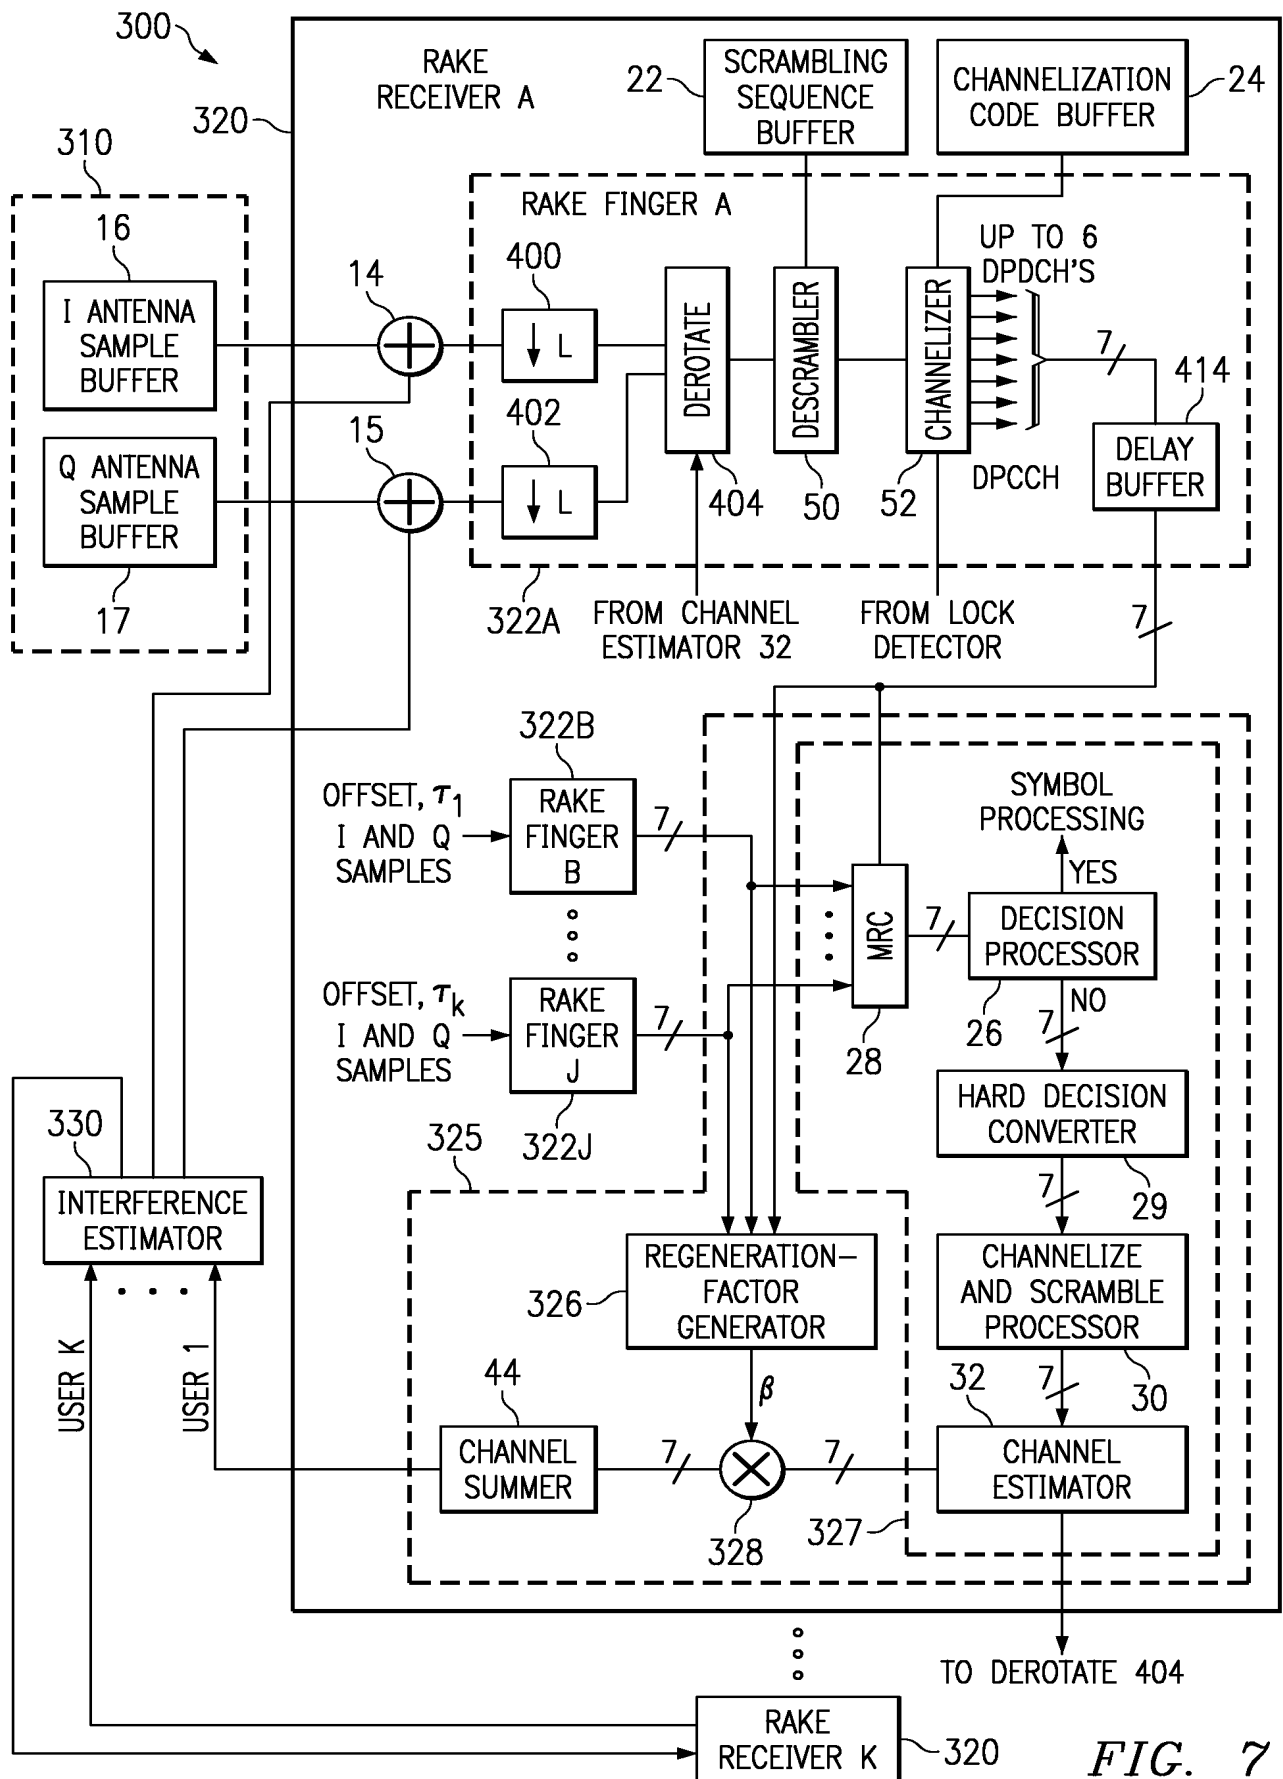 300
RAKE
RECEIVER A
320
22
SCRAMBLING
SEQUENCE
BUFFER
CHANNELIZATION
CODE BUFFER
24
310
16
I ANTENNA
SAMPLE
BUFFER
Q ANTENNA
SAMPLE
BUFFER
17
14
15
RAKE FINGER A
400
↓ L
402
↓ L
DEROTATE
404
DESCRAMBLER
50
CHANNELIZER
52
UP TO 6
DPDCH'S
7
414
DPCCH
DELAY
BUFFER
322A
FROM CHANNEL
ESTIMATOR 32
FROM LOCK
DETECTOR
7
322B
OFFSET, τ1
I AND Q
SAMPLES
RAKE
FINGER
B
7
OFFSET, τk
I AND Q
SAMPLES
RAKE
FINGER
J
7
322J
SYMBOL
PROCESSING
YES
MRC
28
7
DECISION
PROCESSOR
26
NO
7
HARD DECISION
CONVERTER
29
7
CHANNELIZE
AND SCRAMBLE
PROCESSOR
30
7
32
CHANNEL
ESTIMATOR
325
330
INTERFERENCE
ESTIMATOR
USER K
USER 1
REGENERATION–
FACTOR
GENERATOR
326
β
44
CHANNEL
SUMMER
7
328
7
327
TO DEROTATE 404
RAKE
RECEIVER K
320
FIG. 7